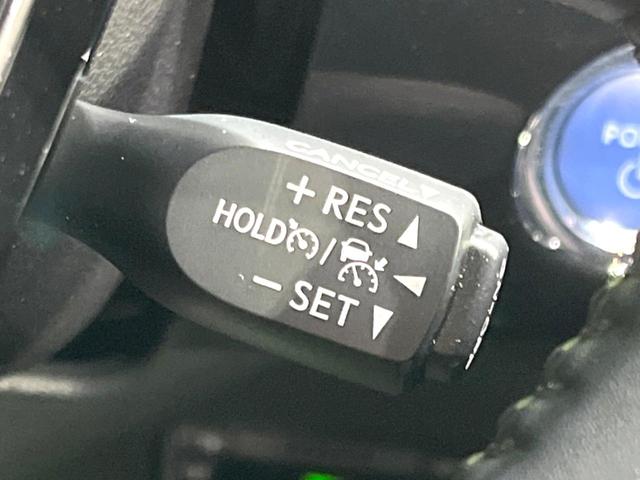 CANCEL
+ RES ▲
HOLD / ◀
− SET ▼